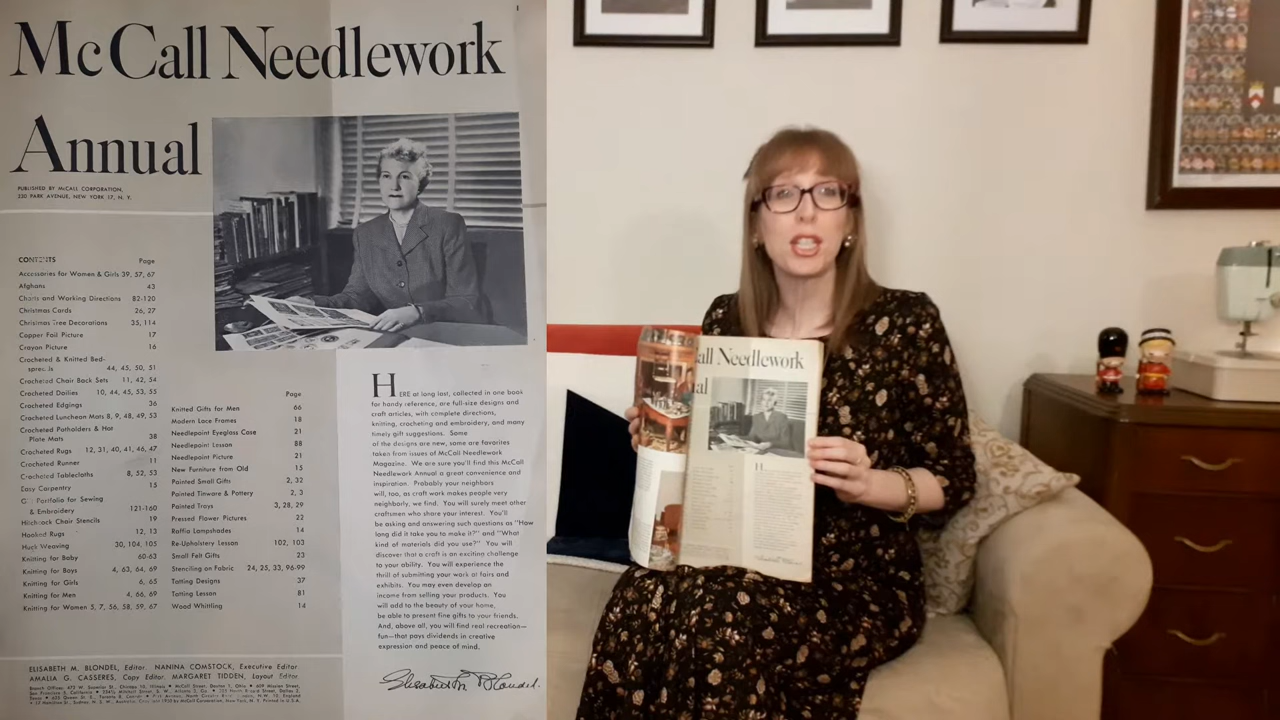 McCall Needlework
Annual
PUBLISHED BY McCALL CORPORATION,
230 PARK AVENUE, NEW YORK 17, N. Y.
CONTENTS Page
Accessories for Women & Girls 39, 57, 67
Afghans 43
Charts and Working Directions 82-120
Christmas Cards 26, 27
Christmas Tree Decorations 35, 114
Copper Foil Picture 17
Crayon Picture 16
Crocheted & Knitted Bed-
spreads 44, 45, 50, 51
Crocheted Chair Back Sets 11, 42, 54
Crocheted Doilies 10, 44, 45, 53, 55
Crocheted Edgings 36
Crocheted Luncheon Mats 8, 9, 48, 49, 53
Crocheted Potholders & Hot
Plate Mats 38
Crocheted Rugs 12, 31, 40, 41, 46, 47
Crocheted Runner 11
Crocheted Tablecloths 8, 52, 53
Easy Carpentry 15
Portfolio for Sewing
& Embroidery 121-160
Hitchcock Chair Stencils 19
Hooked Rugs 12, 13
Huck Weaving 30, 104, 105
Knitting for Baby 60-63
Knitting for Boys 4, 63, 64, 69
Knitting for Girls 6, 65
Knitting for Men 4, 66, 69
Knitting for Women 5, 7, 56, 58, 59, 67
Page
Knitted Gifts for Men 66
Modern Lace Frames 18
Needlepoint Eyeglass Case 21
Needlepoint Lesson 88
Needlepoint Picture 21
New Furniture from Old 15
Painted Small Gifts 2, 32
Painted Tinware & Pottery 2, 3
Painted Trays 3, 28, 29
Pressed Flower Pictures 22
Raffia Lampshades 14
Re-Upholstery Lesson 102, 103
Small Felt Gifts 23
Stenciling on Fabric 24, 25, 33, 96-99
Tatting Designs 37
Tatting Lesson 81
Wood Whittling 14
HERE at long last, collected in one book
for handy reference, are full-size designs and
craft articles, with complete directions,
knitting, crocheting and embroidery, and many
timely gift suggestions. Some
of the designs are new, some are favorites
taken from issues of McCall Needlework
Magazine. We are sure you'll find this McCall
Needlework Annual a great convenience and
inspiration. Probably your neighbors
will, too, as craft work makes people very
neighborly, we find. You will surely meet other
craftsmen who share your interest. You'll
be asking and answering such questions as "How
long did it take you to make it?" and "What
kind of materials did you use?" You will
discover that a craft is an exciting challenge
to your ability. You will experience the
thrill of submitting your work at fairs and
exhibits. You may even develop an
income from selling your products. You
will add to the beauty of your home,
be able to present fine gifts to your friends.
And, above all, you will find real recreation—
fun—that pays dividends in creative
expression and peace of mind.
Elisabeth M. Blondel.
ELISABETH M. BLONDEL, Editor. NANINA COMSTOCK, Executive Editor.
AMALIA G. CASSERES, Copy Editor. MARGARET TIDDEN, Layout Editor.
all Needlework
al